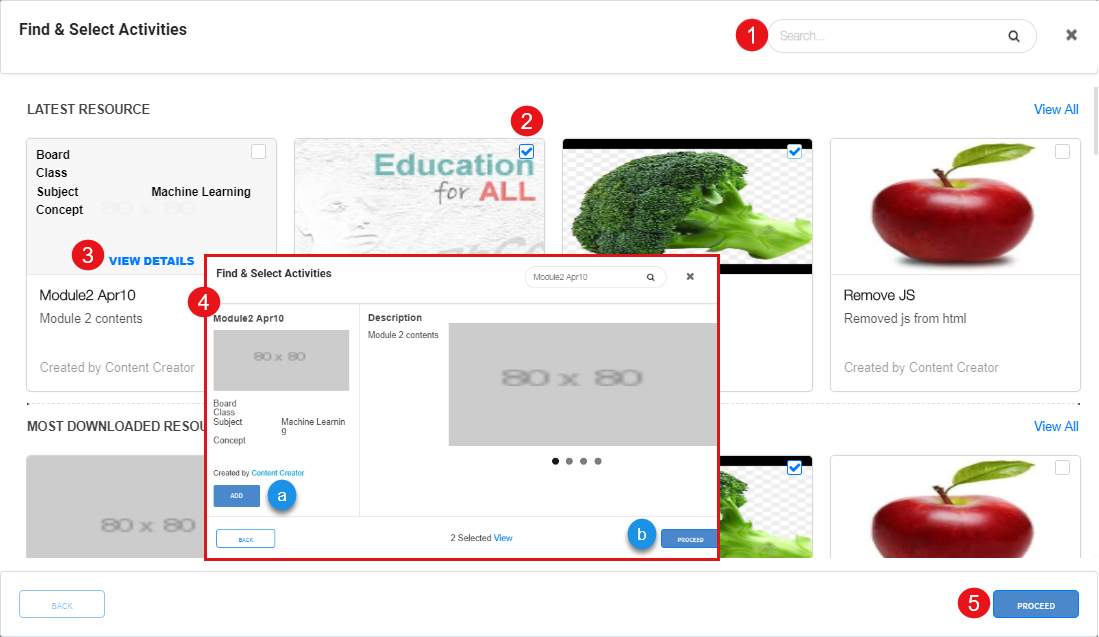 Find & Select Activities
1
Search...
LATEST RESOURCE
View All
2
Board
Class
Subject Machine Learning
Concept
80 x 80
3
VIEW DETAILS
Module2 Apr10
Module 2 contents
Created by Content Creator
Education
for ALL
Remove JS
Removed js from html
Created by Content Creator
4
Find & Select Activities
Module2 Apr10
Module2 Apr10
80 x 80
Board
Class
Subject Machine Learnin
g
Concept
Created by Content Creator
ADD
a
Description
Module 2 contents
80 x 80
BACK
2 Selected View
b
PROCEED
MOST DOWNLOADED RESOU
View All
80 x 80
BACK
5
PROCEED